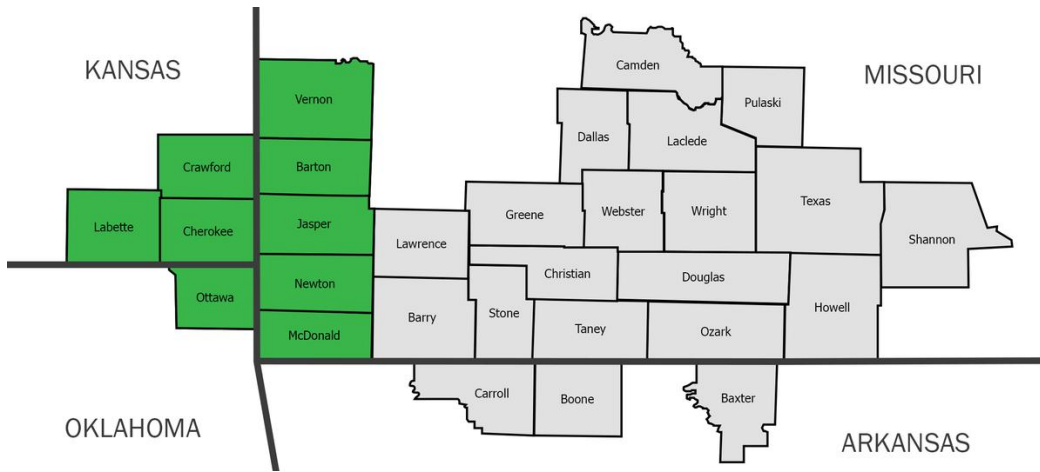 KANSAS
MISSOURI
Camden
Vernon
Pulaski
Dallas
Laclede
Crawford
Barton
Texas
Greene
Webster
Wright
Labette
Cherokee
Jasper
Lawrence
Shannon
Christian
Douglas
Ottawa
Newton
Howell
Barry
Stone
Taney
Ozark
McDonald
Carroll
Boone
Baxter
OKLAHOMA
ARKANSAS